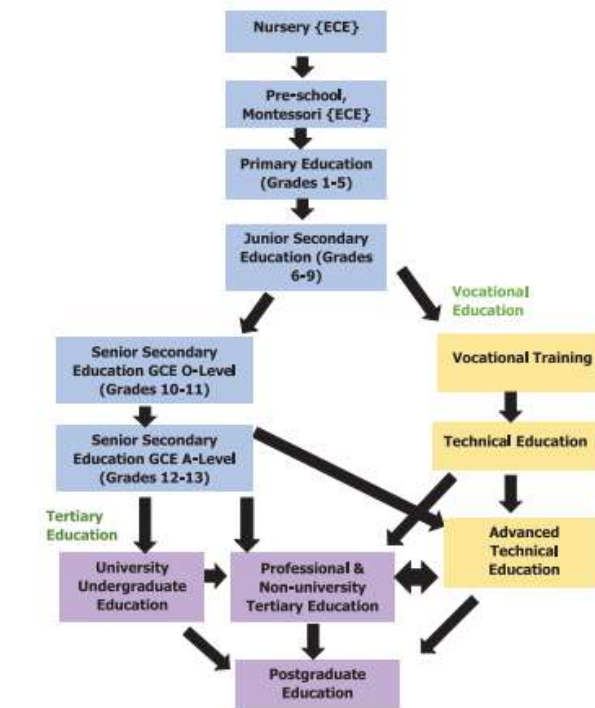 Nursery {ECE}
Pre-school,
Montessori {ECE}
Primary Education
(Grades 1-5)
Junior Secondary
Education (Grades
6-9)
Vocational
Education
Senior Secondary
Education GCE O-Level
(Grades 10-11)
Vocational Training
Senior Secondary
Education GCE A-Level
(Grades 12-13)
Technical Education
Tertiary
Education
University
Undergraduate
Education
Professional &
Non-university
Tertiary Education
Advanced
Technical
Education
Postgraduate
Education